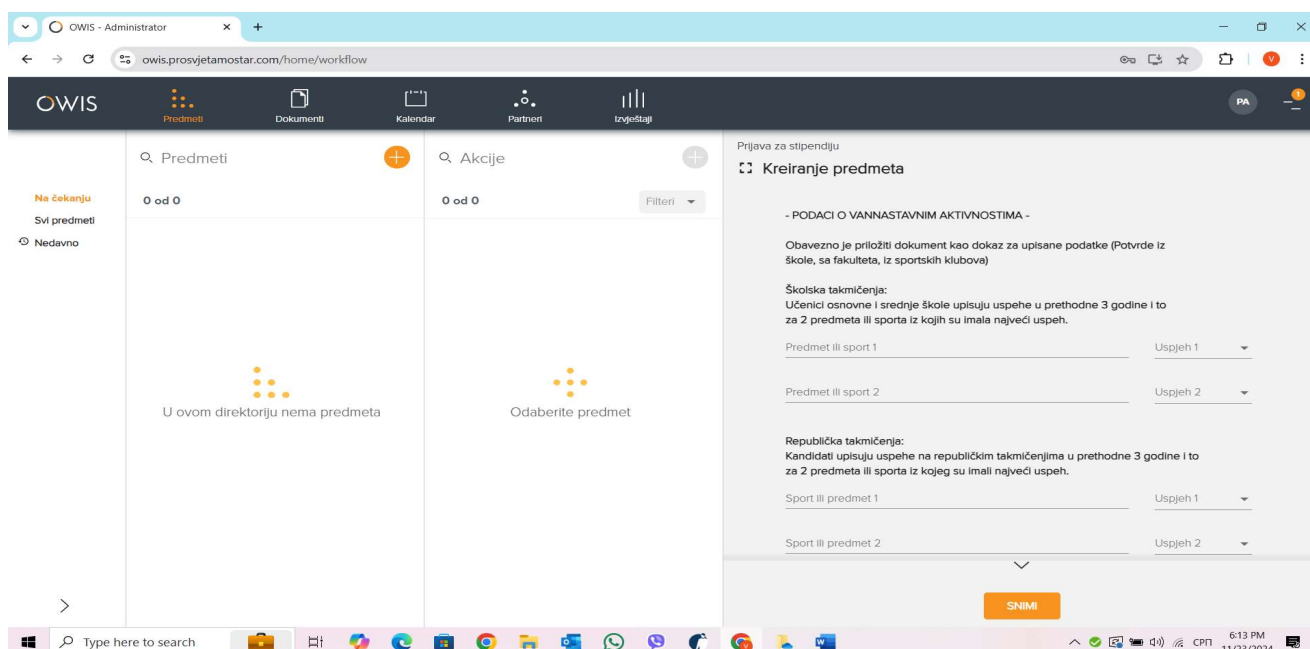 OWIS - Administrator
owis.prosvjetamostar.com/home/workflow
OWIS
Predmeti
Dokumenti
Kalendar
Partneri
Izvještaji
PA
1
Na čekanju
Svi predmeti
Nedavno
Predmeti
0 od 0
U ovom direktoriju nema predmeta
Akcije
0 od 0
Filteri
Odaberite predmet
Prijava za stipendiju
Kreiranje predmeta
- PODACI O VANNASTAVNIM AKTIVNOSTIMA -
Obavezno je priložiti dokument kao dokaz za upisane podatke (Potvrde iz
škole, sa fakulteta, iz sportskih klubova)
Školska takmičenja:
Učenici osnovne i srednje škole upisuju uspehe u prethodne 3 godine i to
za 2 predmeta ili sporta iz kojih su imala najveći uspeh.
Predmet ili sport 1 Uspjeh 1
Predmet ili sport 2 Uspjeh 2
Republička takmičenja:
Kandidati upisuju uspehe na republičkim takmičenjima u prethodne 3 godine i to
za 2 predmeta ili sporta iz kojeg su imali najveći uspeh.
Sport ili predmet 1 Uspjeh 1
Sport ili predmet 2 Uspjeh 2
SNIMI
Type here to search
СРП
6:13 PM
11/23/2024